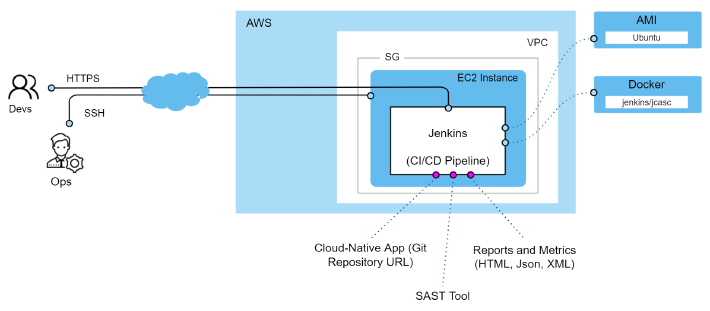 AWS
AMI
Ubuntu
VPC
SG
EC2 Instance
HTTPS
Devs
SSH
Docker
jenkins/jcasc
Jenkins
(CI/CD Pipeline)
Ops
Cloud-Native App (Git
Repository URL)
Reports and Metrics
(HTML, Json, XML)
SAST Tool